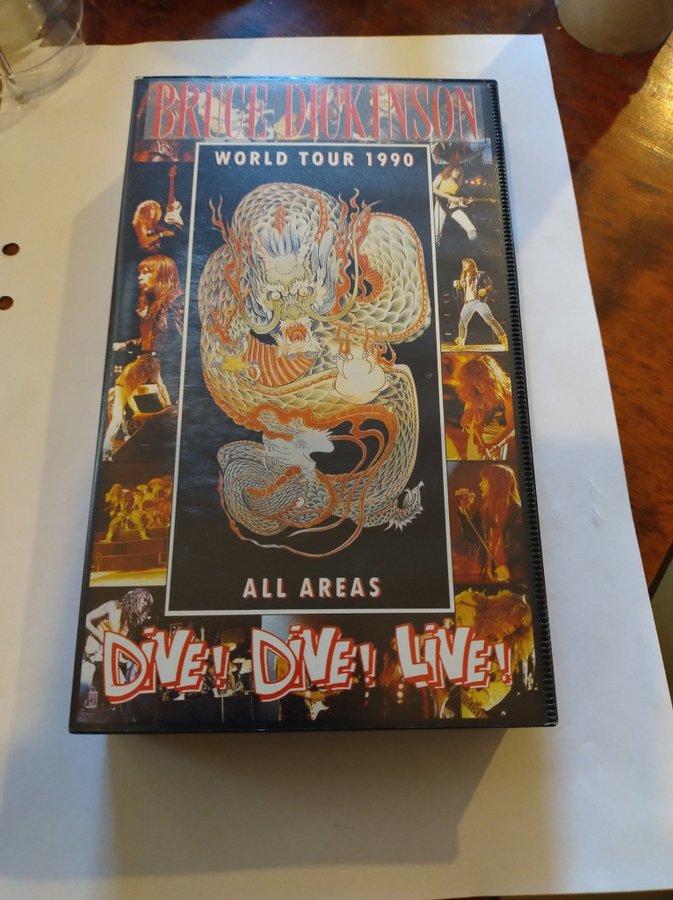 BRUCE DICKINSON
WORLD TOUR 1990
ALL AREAS
DIVE! DIVE! LIVE!